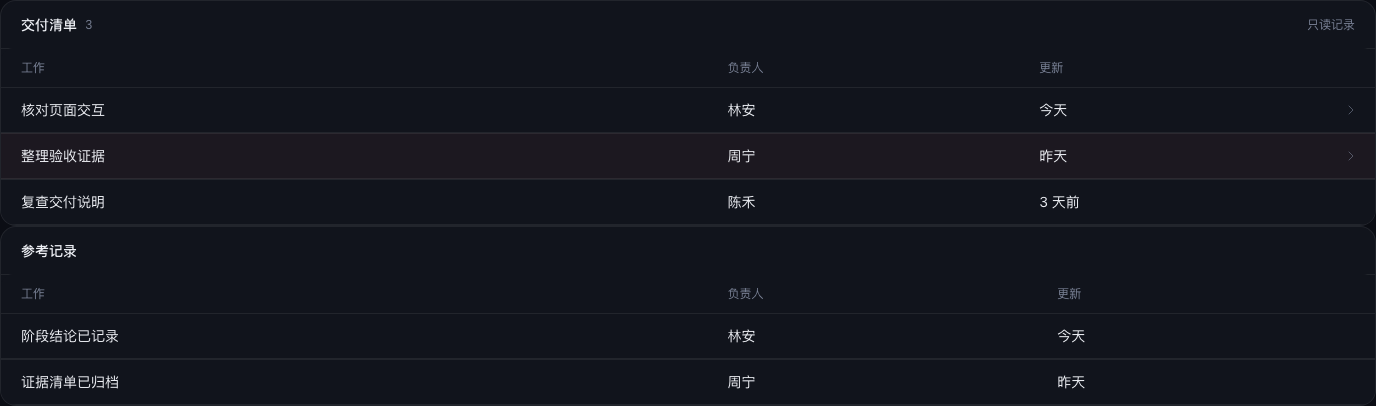 交付清单 3 只读记录
工作 负责人 更新
核对页面交互 林安 今天
整理验收证据 周宁 昨天
复查交付说明 陈禾 3 天前
参考记录
工作 负责人 更新
阶段结论已记录 林安 今天
证据清单已归档 周宁 昨天